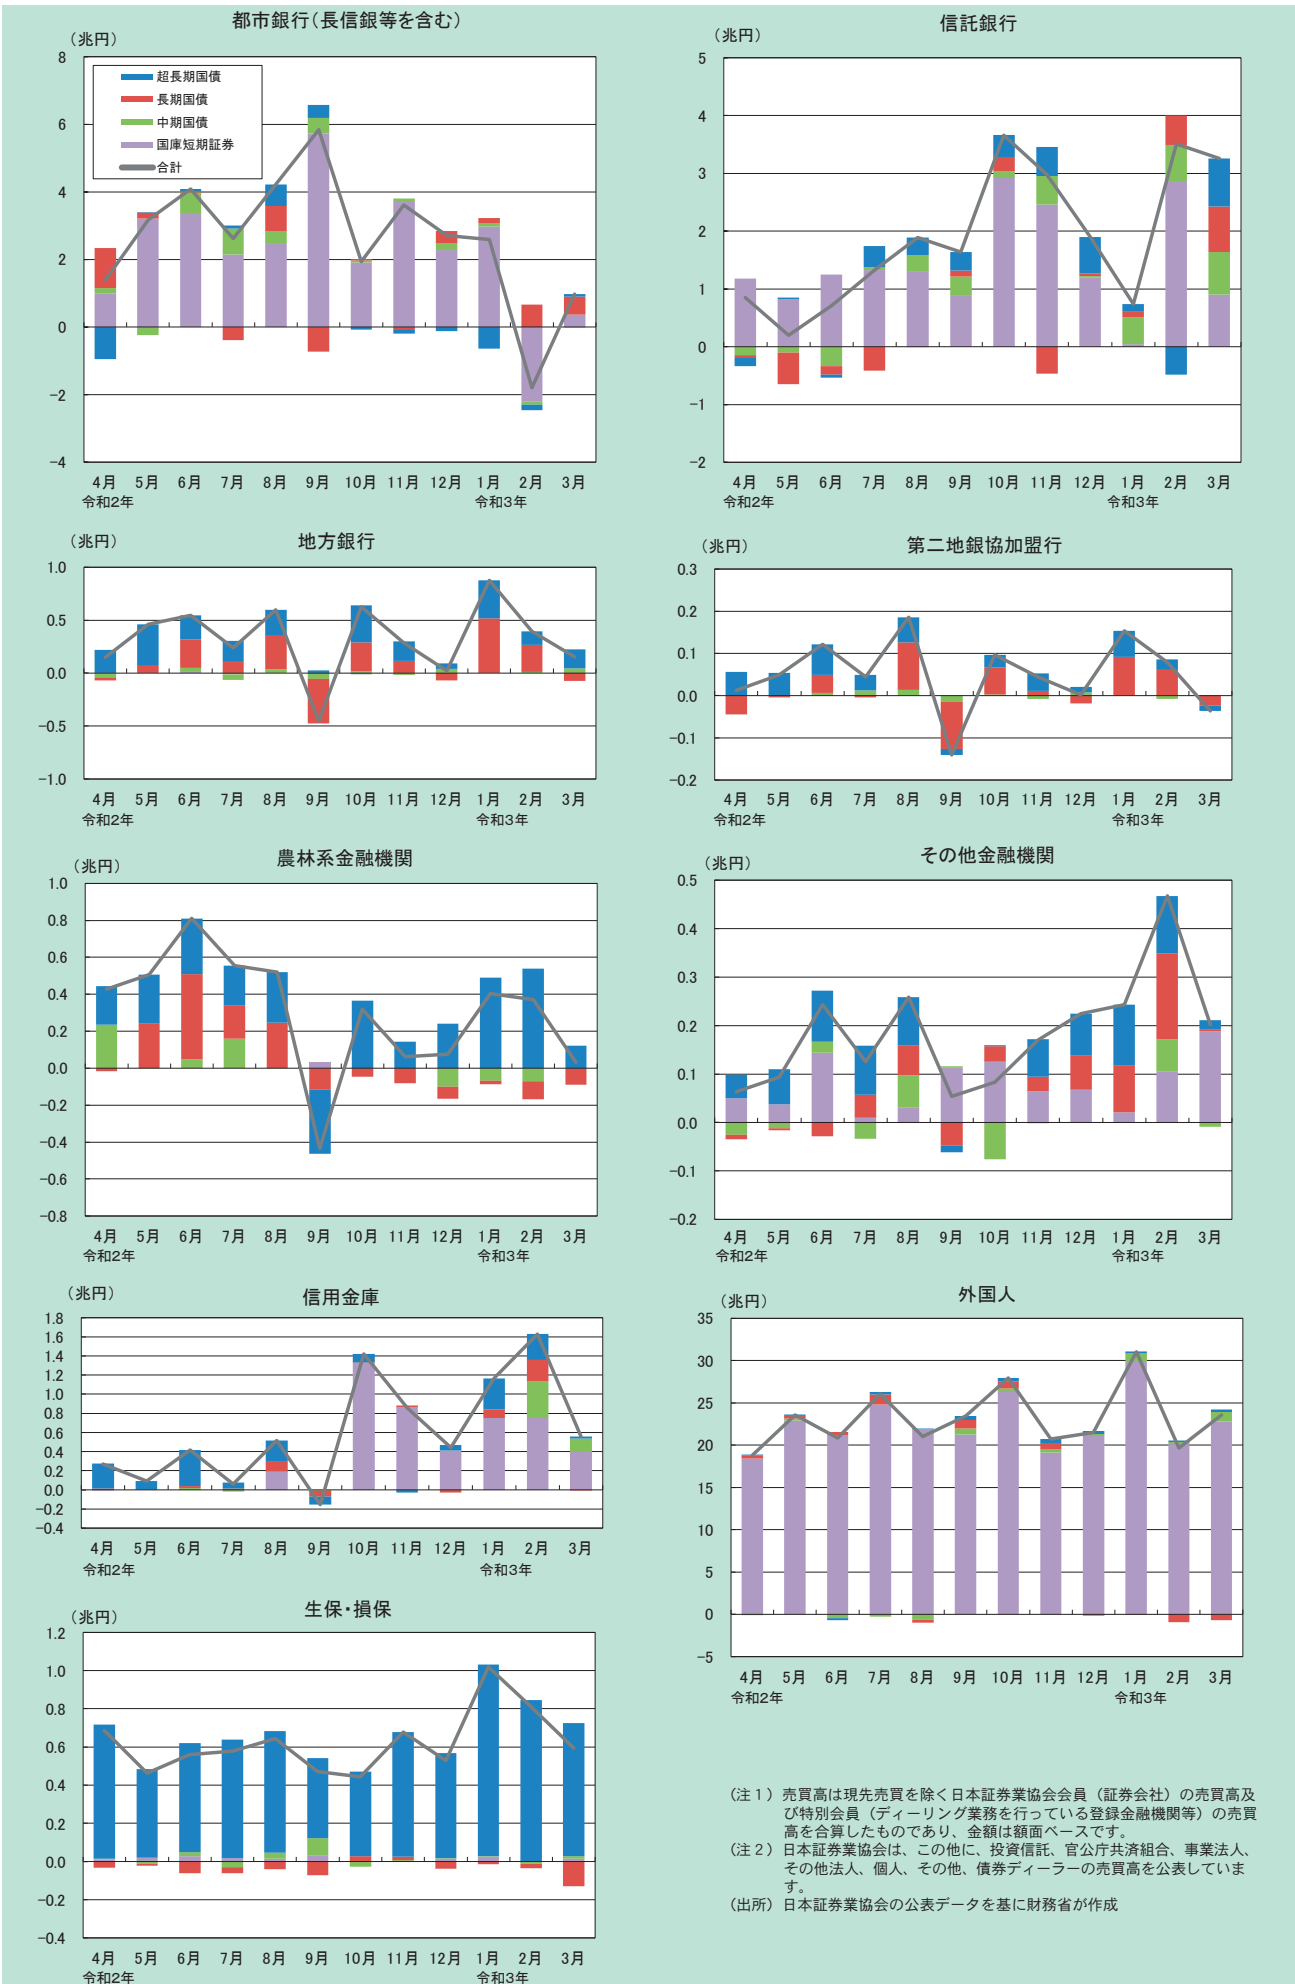 都市銀行（長信銀等を含む）
（兆円）
8
6
4
2
0
−2
−4
超長期国債
長期国債
中期国債
国庫短期証券
合計
4月 5月 6月 7月 8月 9月 10月 11月 12月 1月 2月 3月
令和2年 令和3年
信託銀行
（兆円）
5
4
3
2
1
0
−1
−2
4月 5月 6月 7月 8月 9月 10月 11月 12月 1月 2月 3月
令和2年 令和3年
地方銀行
（兆円）
1.0
0.5
0.0
−0.5
−1.0
4月 5月 6月 7月 8月 9月 10月 11月 12月 1月 2月 3月
令和2年 令和3年
第二地銀協加盟行
（兆円）
0.3
0.2
0.1
0.0
−0.1
−0.2
4月 5月 6月 7月 8月 9月 10月 11月 12月 1月 2月 3月
令和2年 令和3年
農林系金融機関
（兆円）
1.0
0.8
0.6
0.4
0.2
0.0
−0.2
−0.4
−0.6
−0.8
4月 5月 6月 7月 8月 9月 10月 11月 12月 1月 2月 3月
令和2年 令和3年
その他金融機関
（兆円）
0.5
0.4
0.3
0.2
0.1
0.0
−0.1
−0.2
4月 5月 6月 7月 8月 9月 10月 11月 12月 1月 2月 3月
令和2年 令和3年
信用金庫
（兆円）
1.8
1.6
1.4
1.2
1.0
0.8
0.6
0.4
0.2
0.0
−0.2
−0.4
4月 5月 6月 7月 8月 9月 10月 11月 12月 1月 2月 3月
令和2年 令和3年
外国人
（兆円）
35
30
25
20
15
10
5
0
−5
4月 5月 6月 7月 8月 9月 10月 11月 12月 1月 2月 3月
令和2年 令和3年
生保・損保
（兆円）
1.2
1.0
0.8
0.6
0.4
0.2
0.0
−0.2
−0.4
4月 5月 6月 7月 8月 9月 10月 11月 12月 1月 2月 3月
令和2年 令和3年
（注１）売買高は現先売買を除く日本証券業協会会員（証券会社）の売買高及
び特別会員（ディーリング業務を行っている登録金融機関等）の売買
高を合算したものであり、金額は額面ベースです。
（注２）日本証券業協会は、この他に、投資信託、官公庁共済組合、事業法人、
その他法人、個人、その他、債券ディーラーの売買高を公表していま
す。
（出所）日本証券業協会の公表データを基に財務省が作成